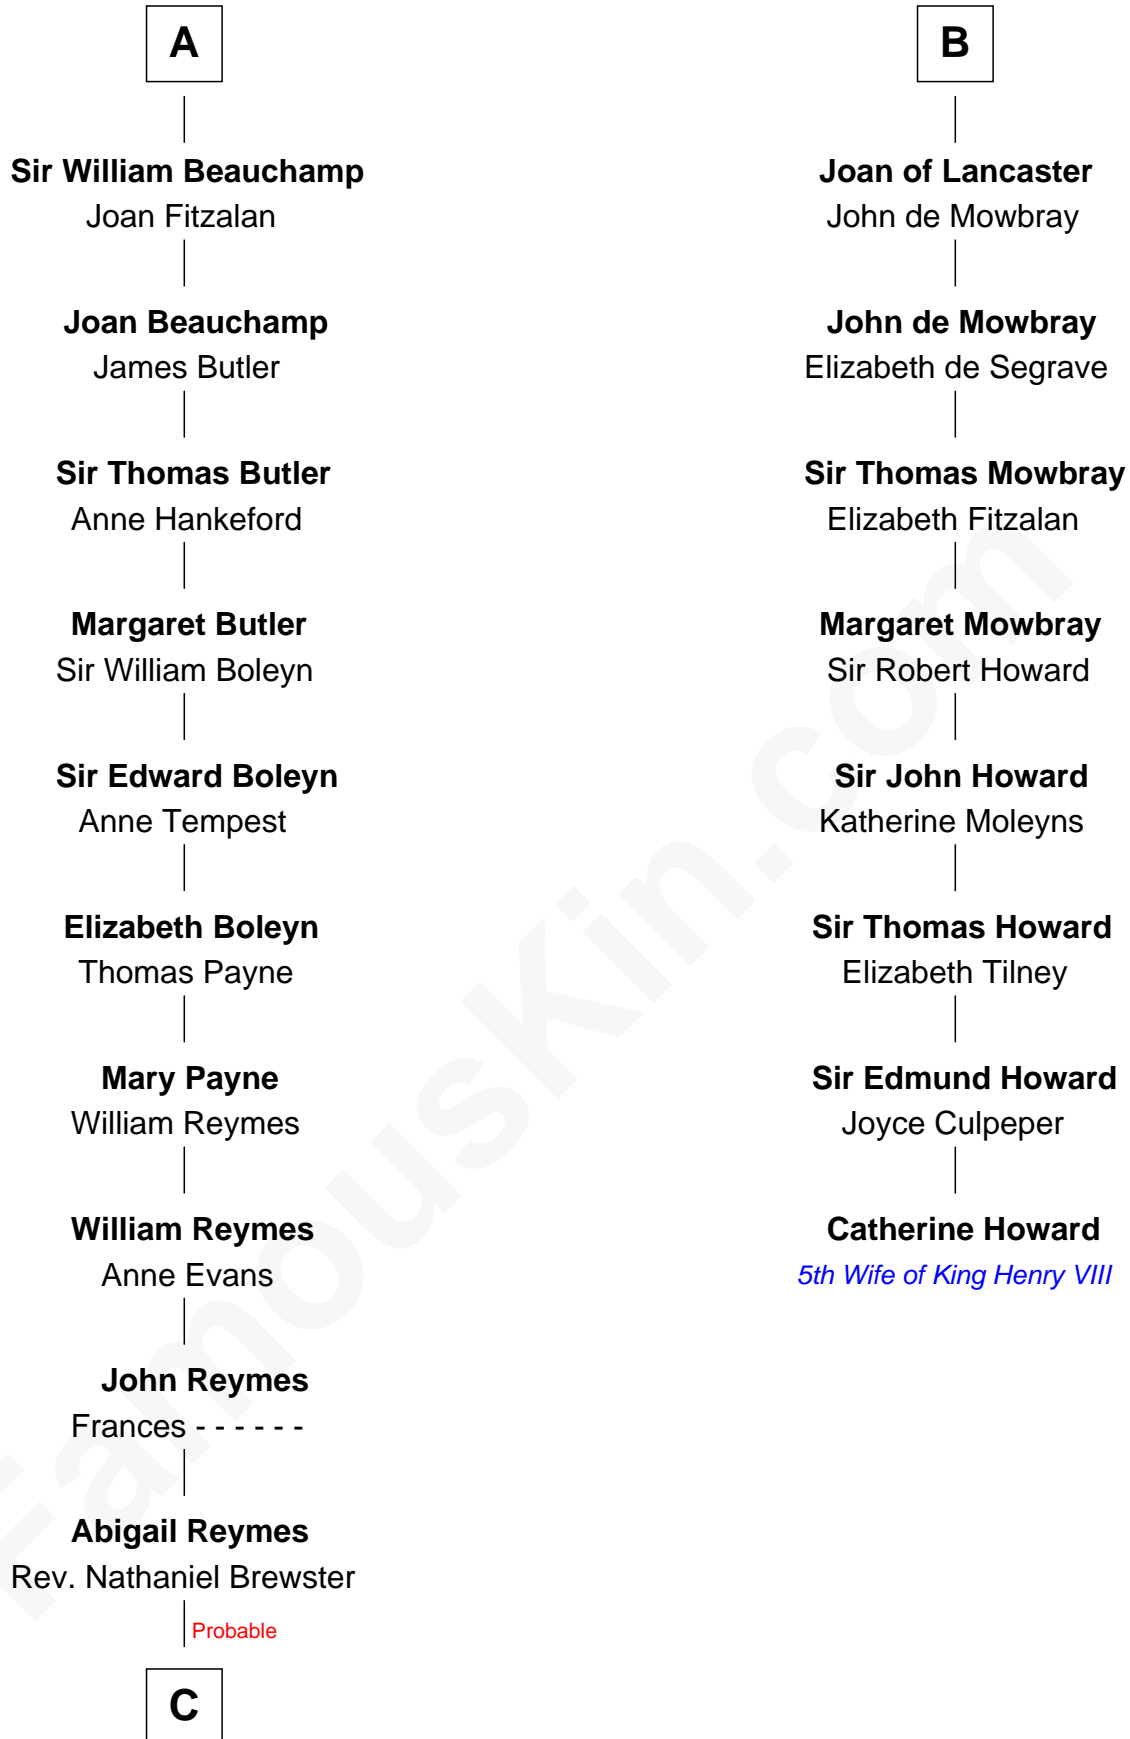 A
Sir William Beauchamp
Joan Fitzalan
Joan Beauchamp
James Butler
Sir Thomas Butler
Anne Hankeford
Margaret Butler
Sir William Boleyn
Sir Edward Boleyn
Anne Tempest
Elizabeth Boleyn
Thomas Payne
Mary Payne
William Reymes
William Reymes
Anne Evans
John Reymes
Frances - - - - - -
Abigail Reymes
Rev. Nathaniel Brewster
Probable
C
B
Joan of Lancaster
John de Mowbray
John de Mowbray
Elizabeth de Segrave
Sir Thomas Mowbray
Elizabeth Fitzalan
Margaret Mowbray
Sir Robert Howard
Sir John Howard
Katherine Moleyns
Sir Thomas Howard
Elizabeth Tilney
Sir Edmund Howard
Joyce Culpeper
Catherine Howard
5th Wife of King Henry VIII
FamousKin.com